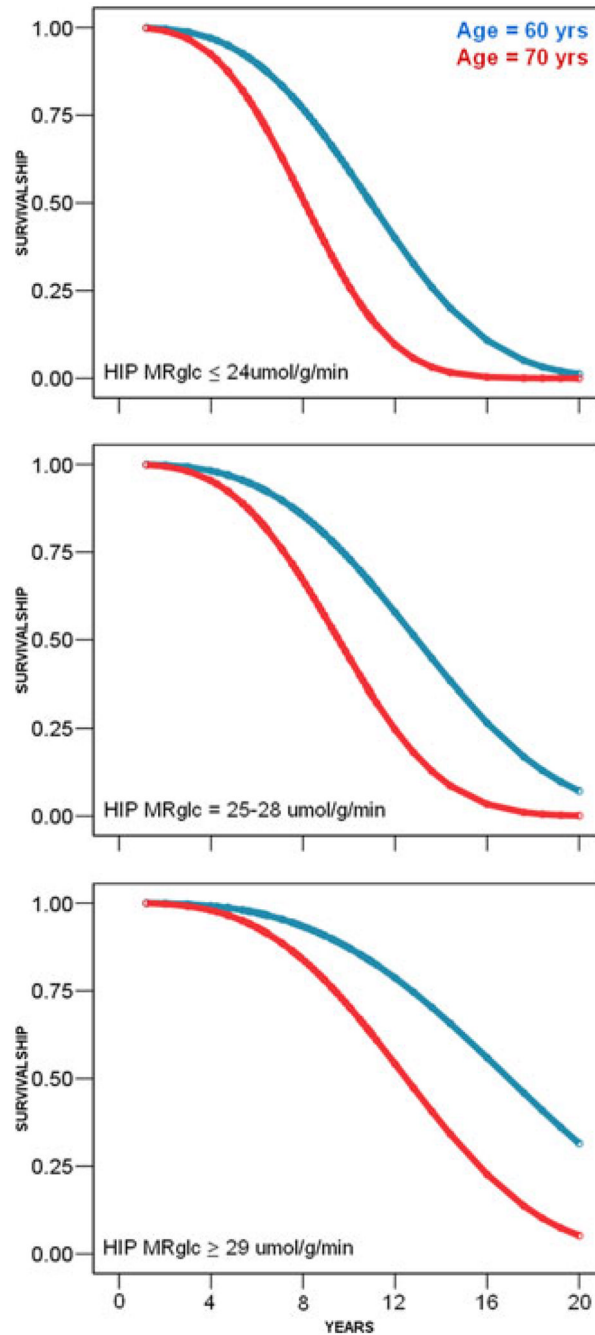 Age = 60 yrs
Age = 70 yrs
1.00
0.75
0.50
0.25
0.00
SURVIVALSHIP
HIP MRglc ≤ 24umol/g/min
1.00
0.75
0.50
0.25
0.00
SURVIVALSHIP
HIP MRglc = 25-28 umol/g/min
1.00
0.75
0.50
0.25
0.00
SURVIVALSHIP
HIP MRglc ≥ 29 umol/g/min
0 4 8 12 16 20
YEARS